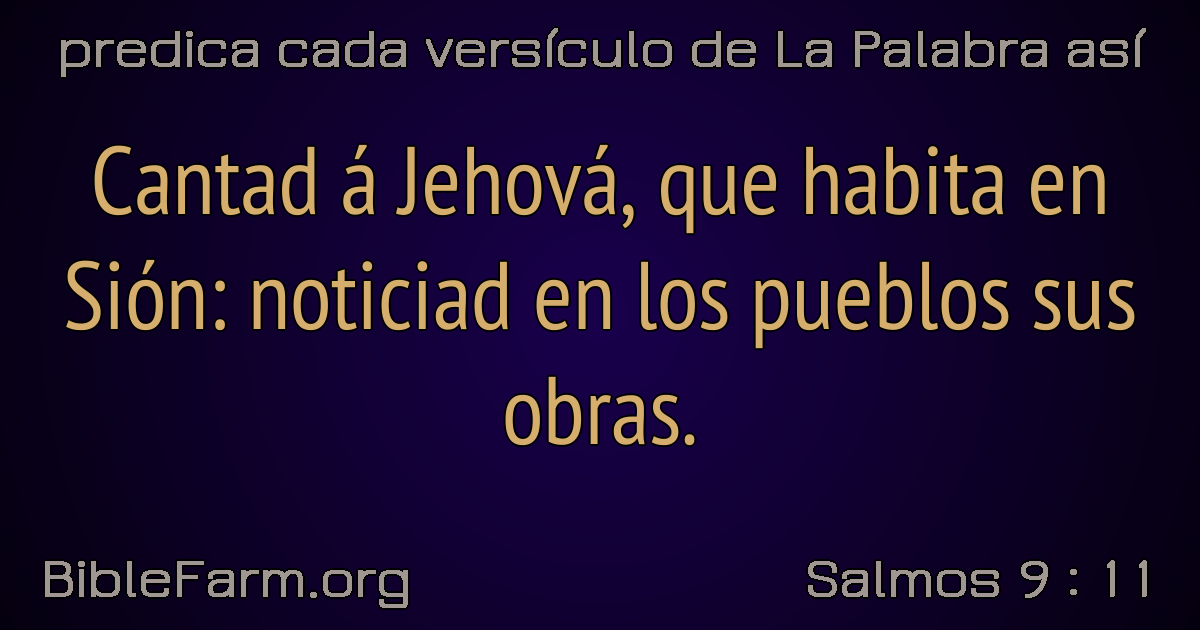 predica cada versículo de La Palabra así
Cantad á Jehová, que habita en
Sión: noticiad en los pueblos sus
obras.
BibleFarm.org
Salmos 9 : 11